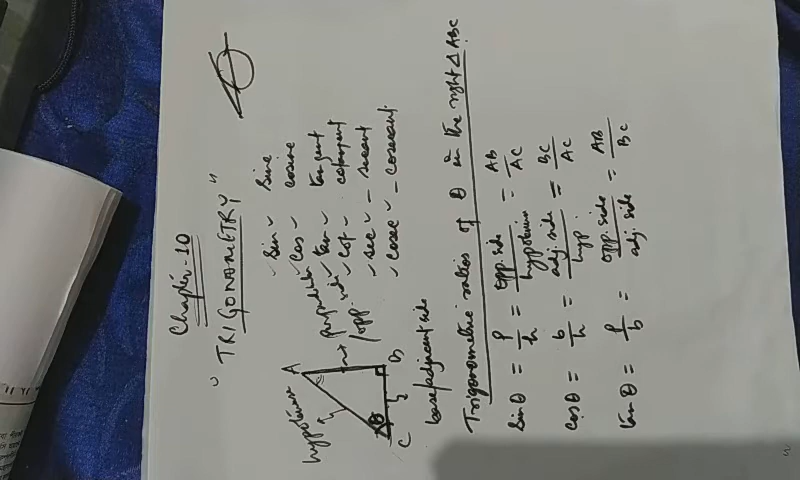 Chapter-10
" TRIGONOMETRY "
- Sin - Sine
- Cos - cosine
- tan - tangent
- cot - cotangent
- sec - secant
- cosec - cosecant
A
hypotenuse
h
p
perpendicular
/opp. side
θ
C
b
B
base/adjacent side
Trigonometric ratios of θ in the right Δ ABC
sin θ = p/h = opp. side/hypotenuse = AB/AC
cos θ = b/h = adj. side/hyp. = BC/AC
tan θ = p/b = opp. side/adj. side = AB/BC